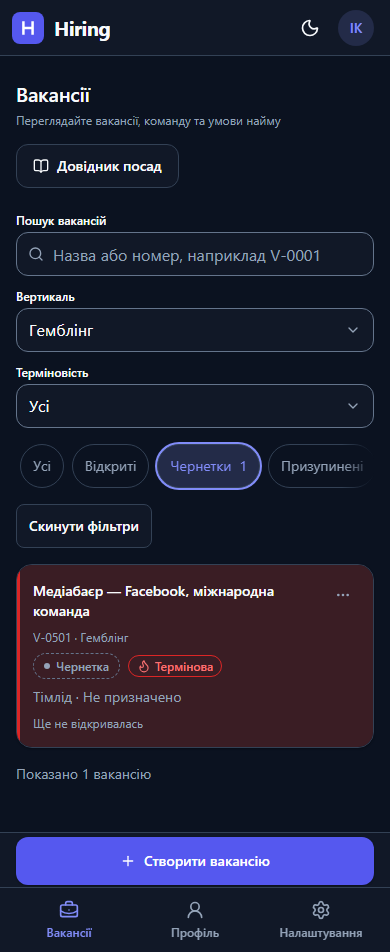 H Hiring ІК
Вакансії
Переглядайте вакансії, команду та умови найму
Довідник посад
Пошук вакансій
Назва або номер, наприклад V-0001
Вертикаль
Гемблінг
Терміновість
Усі
Усі Відкриті Чернетки 1 Призупинені
Скинути фільтри
Медіабаєр — Facebook, міжнародна
команда
V-0501 · Гемблінг
Чернетка Термінова
Тімлід · Не призначено
Ще не відкривалась
Показано 1 вакансію
+ Створити вакансію
Вакансії Профіль Налаштування